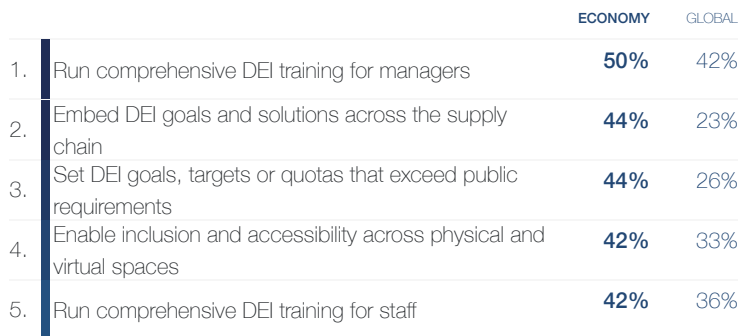 ECONOMY GLOBAL
1. Run comprehensive DEI training for managers 50% 42%
2. Embed DEI goals and solutions across the supply
chain 44% 23%
3. Set DEI goals, targets or quotas that exceed public
requirements 44% 26%
4. Enable inclusion and accessibility across physical and
virtual spaces 42% 33%
5. Run comprehensive DEI training for staff 42% 36%